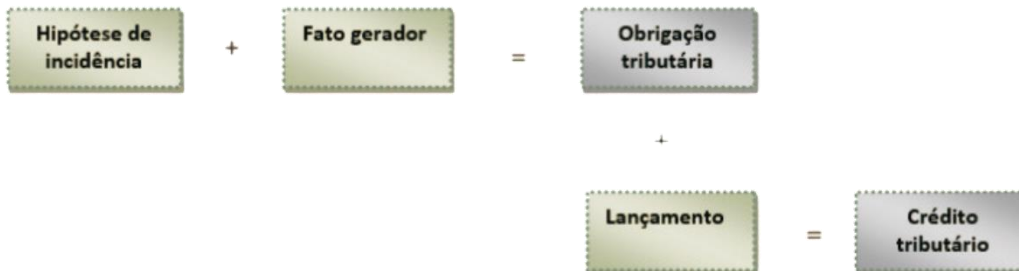 Hipótese de
incidência
+
Fato gerador
=
Obrigação
tributária
+
Lançamento
=
Crédito
tributário